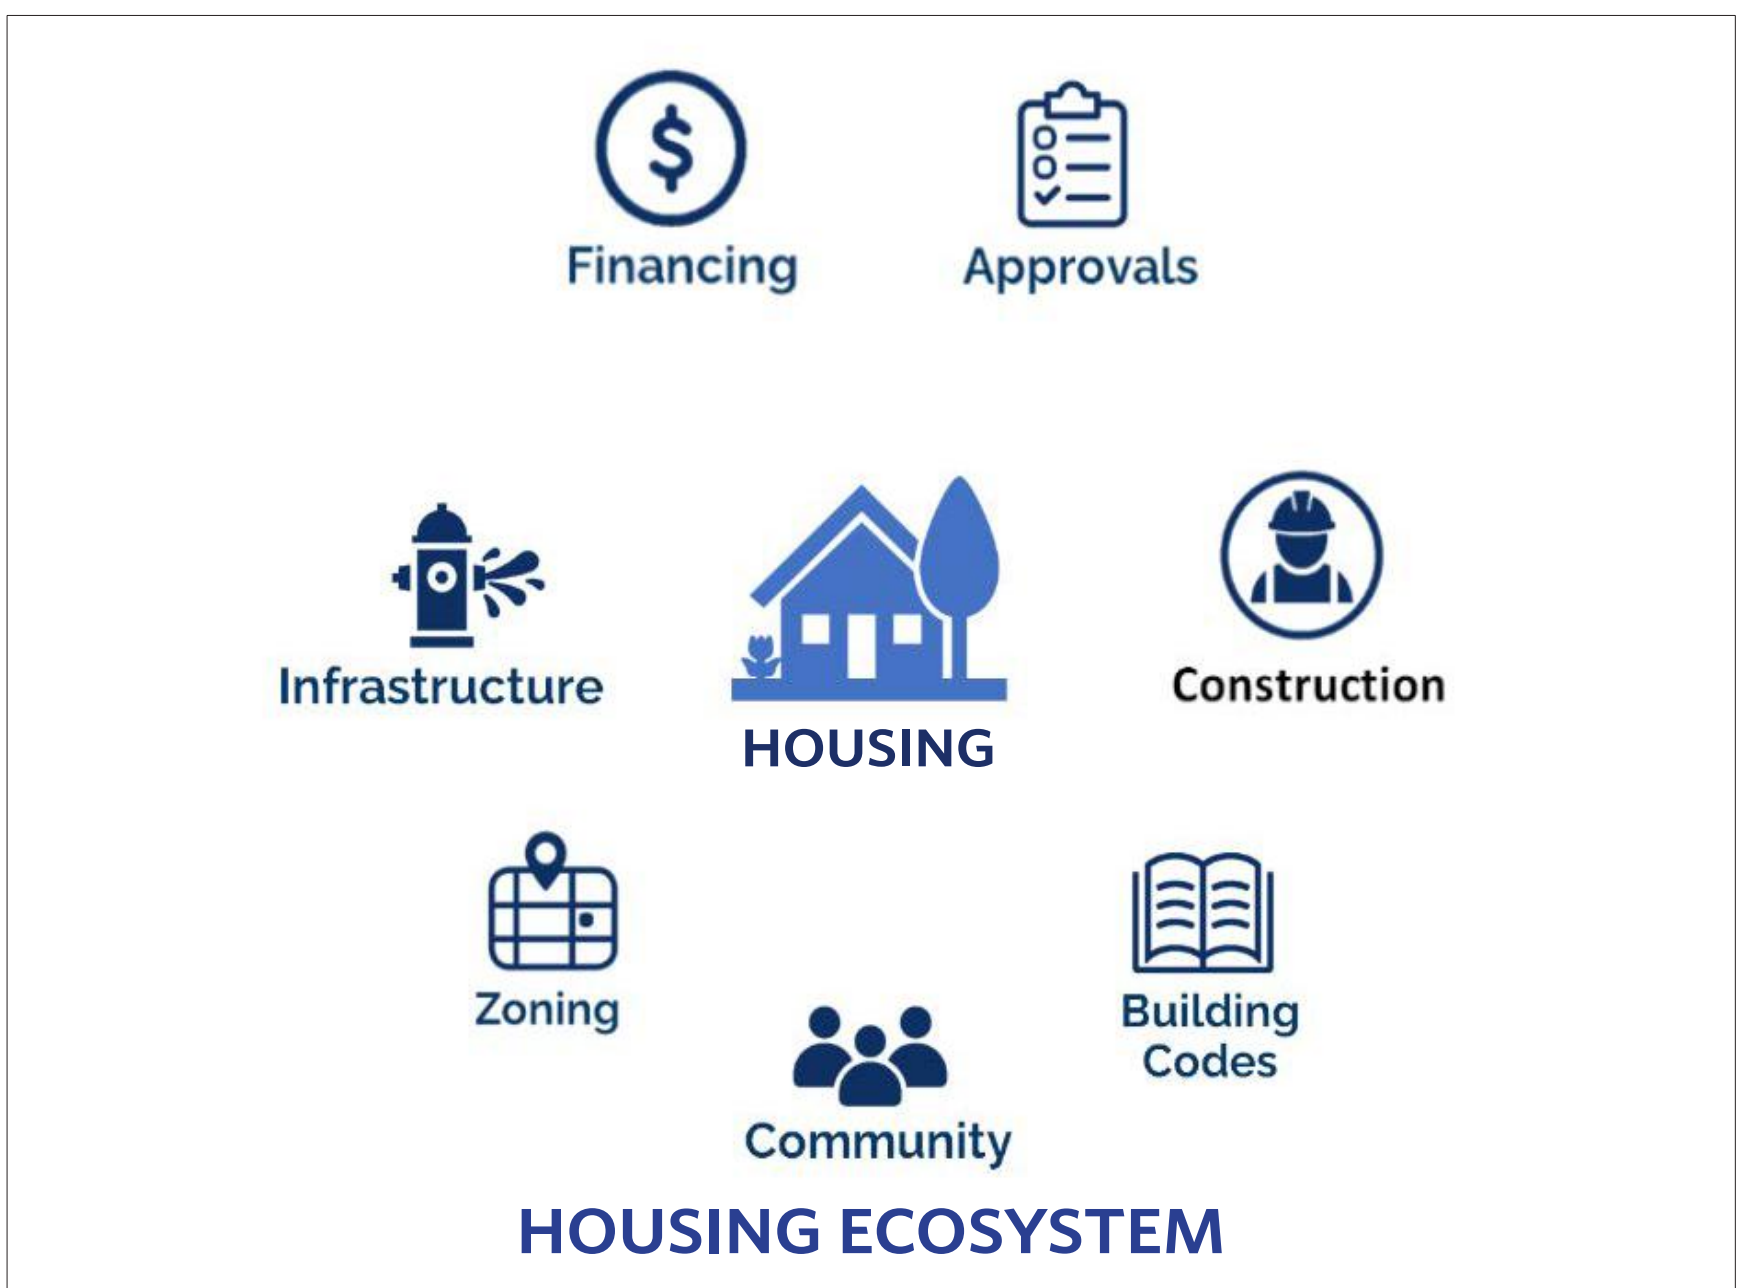 $
Financing
Approvals
Infrastructure
HOUSING
Construction
Zoning
Building
Codes
Community
HOUSING ECOSYSTEM